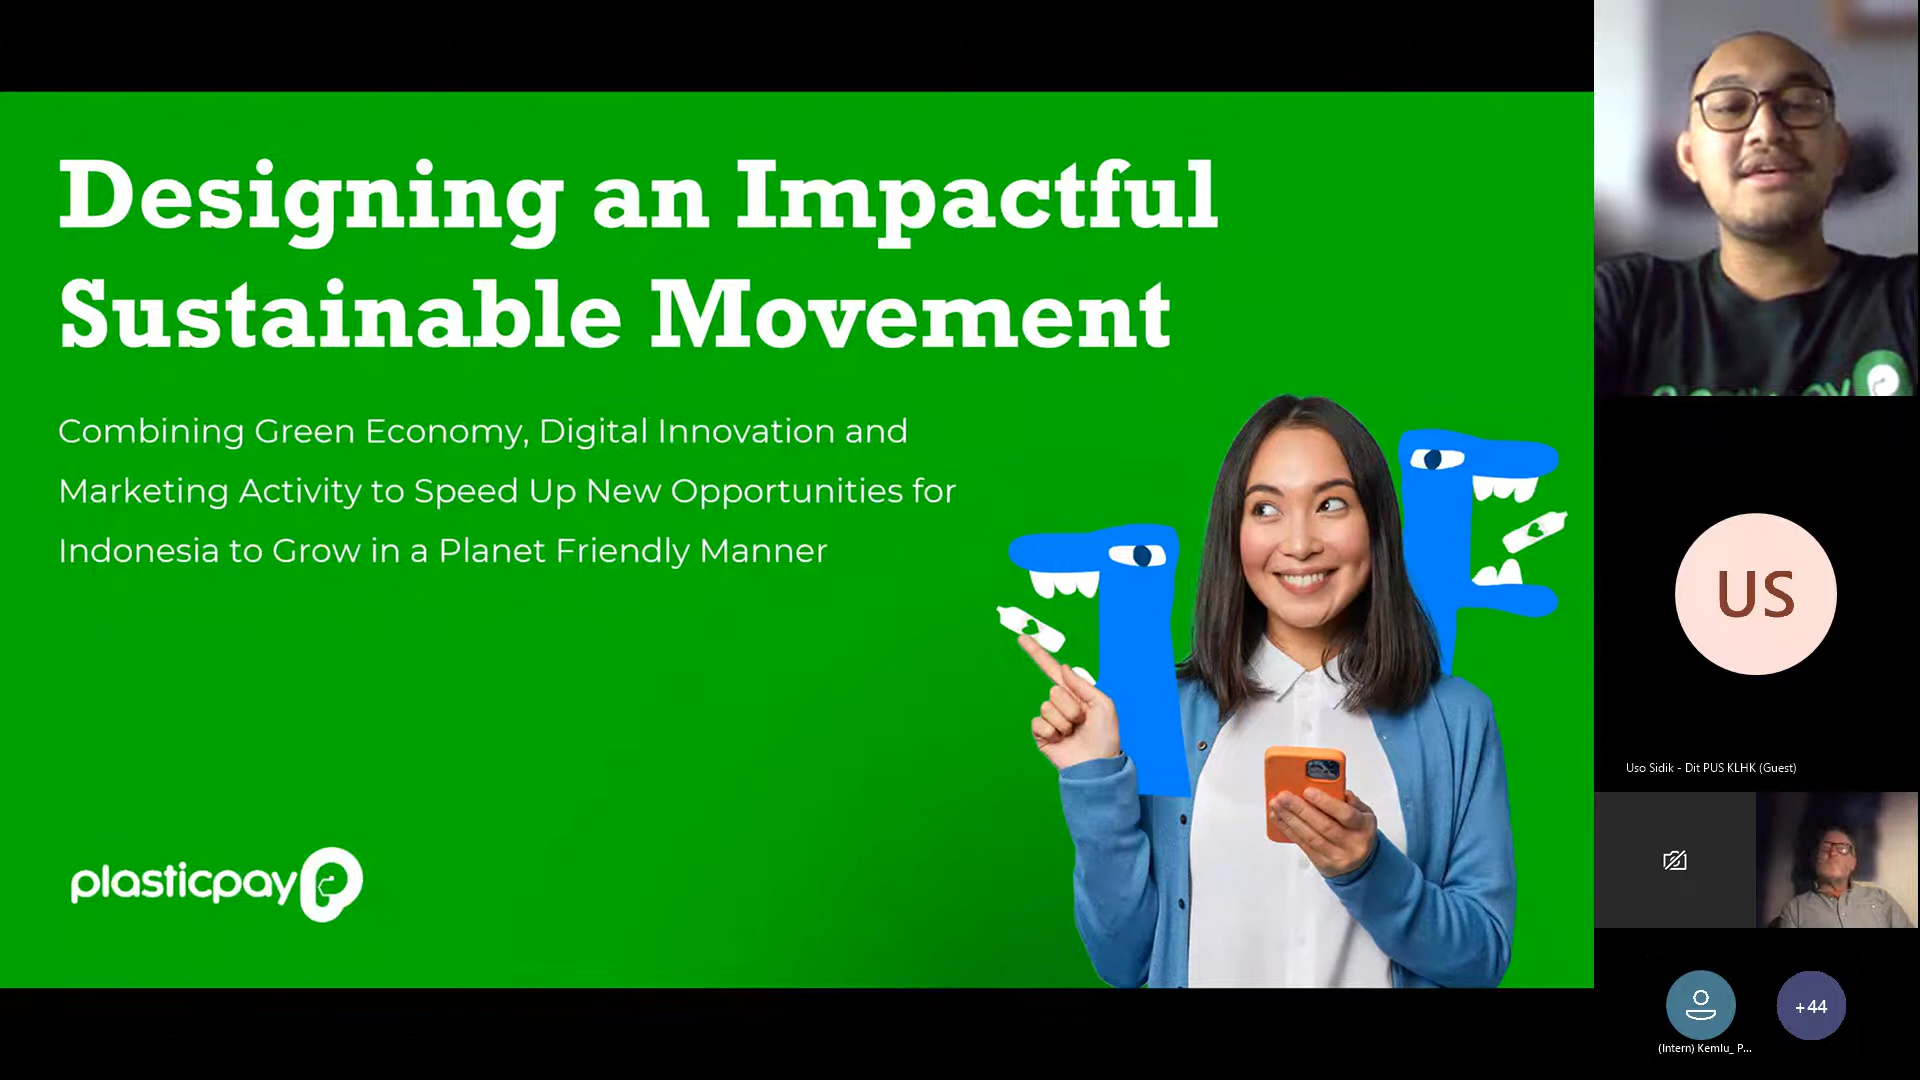 Designing an Impactful
Sustainable Movement
Combining Green Economy, Digital Innovation and
Marketing Activity to Speed Up New Opportunities for
Indonesia to Grow in a Planet Friendly Manner
plasticpay
US
Uso Sidik - Dit PUS KLHK (Guest)
(Intern) Kemlu_ P...
+44